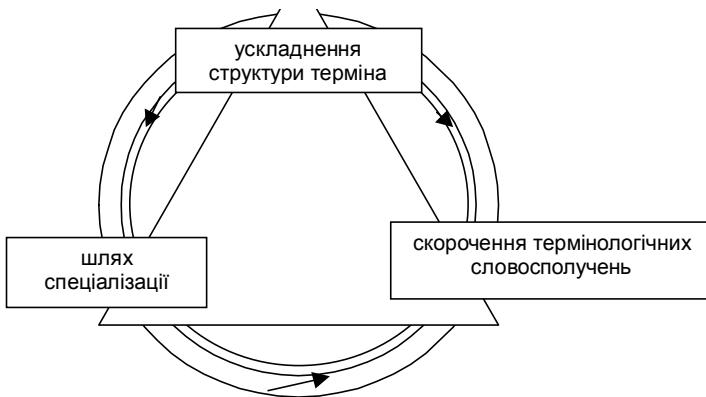 ускладнення
структури терміна
шлях
спеціалізації
скорочення термінологічних
словосполучень